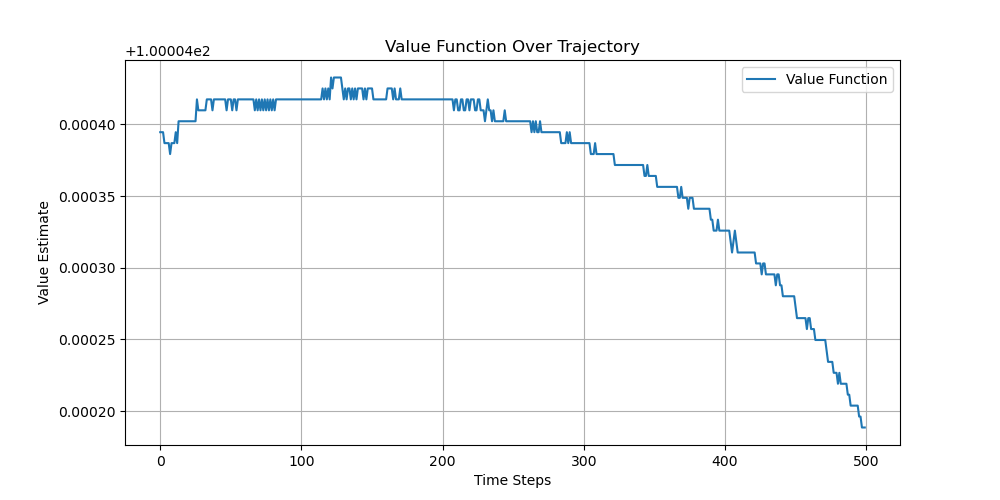 Value Function Over Trajectory
+1.00004e2
Value Function
Value Estimate
0.00040
0.00035
0.00030
0.00025
0.00020
0 100 200 300 400 500
Time Steps